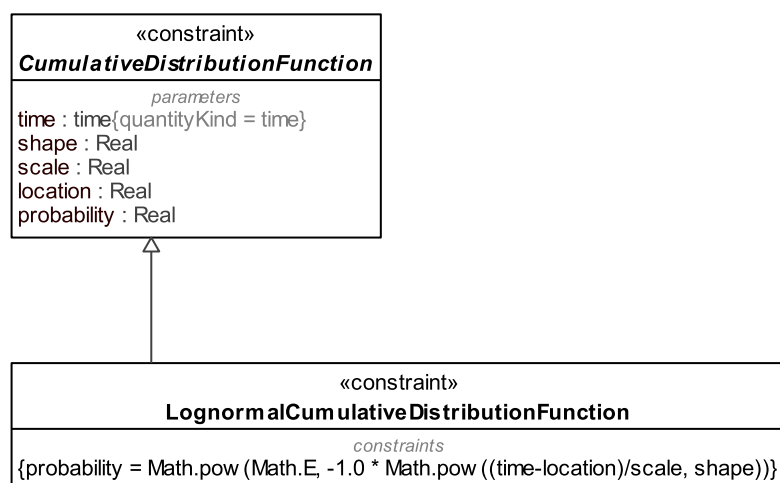 «constraint»
CumulativeDistributionFunction
parameters
time : time{quantityKind = time}
shape : Real
scale : Real
location : Real
probability : Real
«constraint»
LognormalCumulativeDistributionFunction
constraints
{probability = Math.pow (Math.E, -1.0 * Math.pow ((time-location)/scale, shape))}